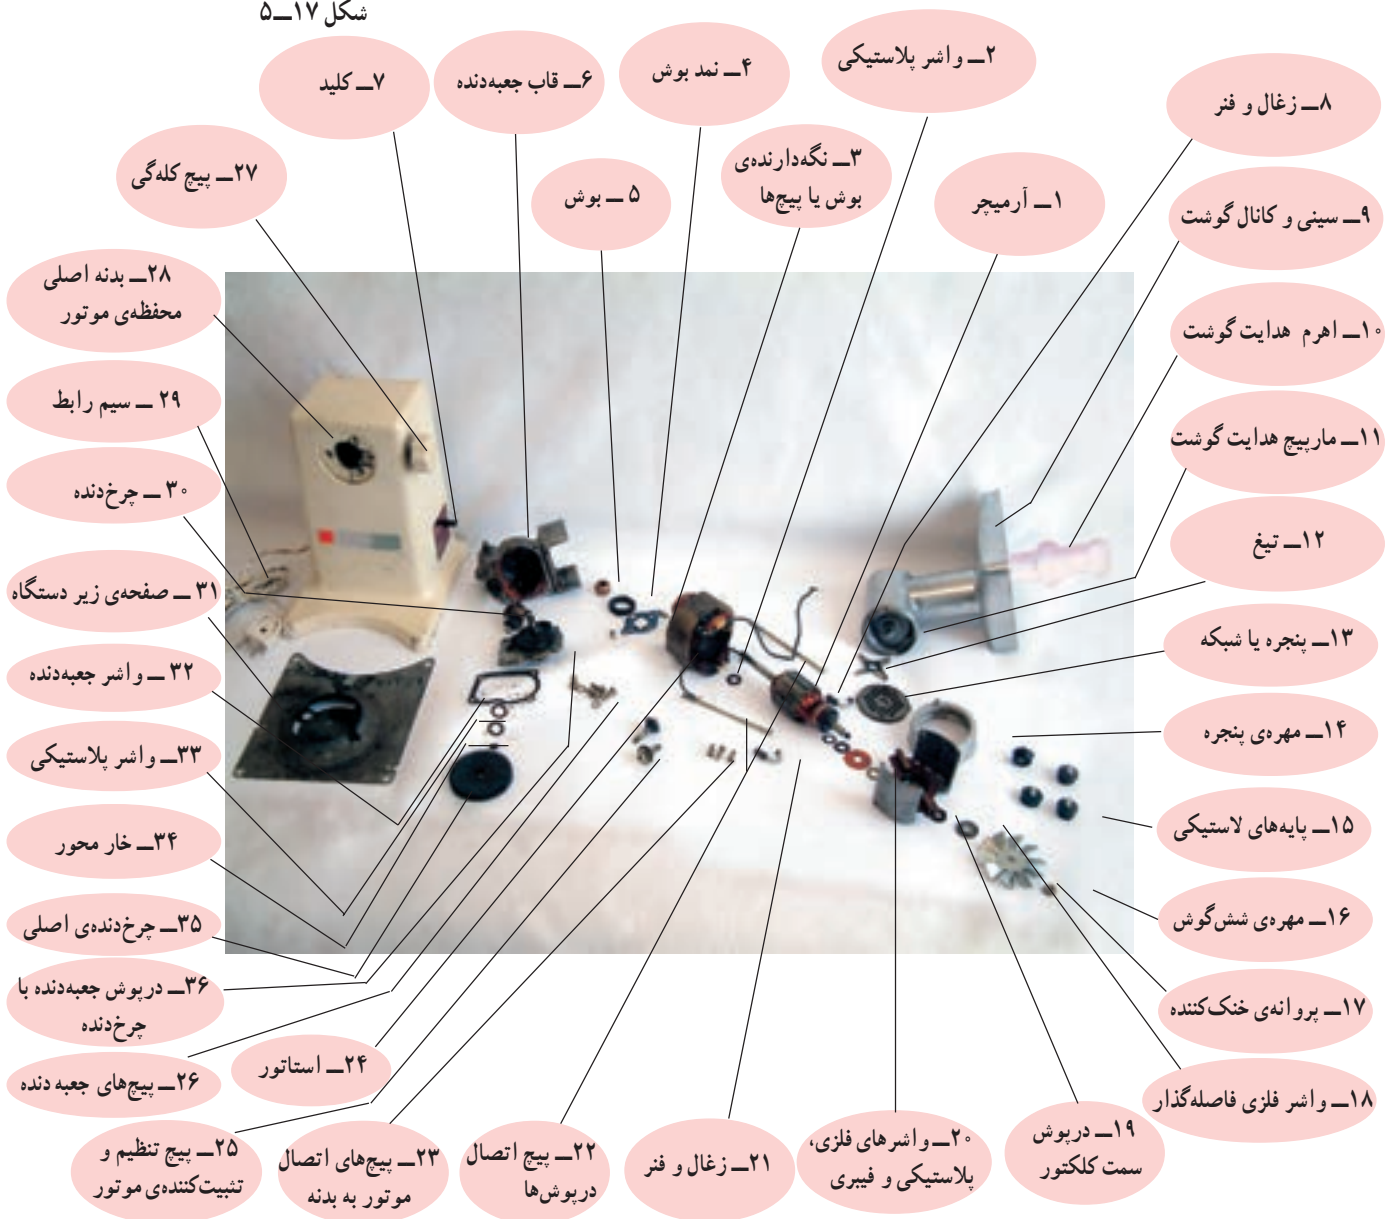 شکل ۱۷ــ۵
۱ــ آرمیچر
۲ــ واشر پلاستیکی
۳ــ نگه‌دارنده‌ی
بوش یا پیچ‌ها
۴ــ نمد بوش
۵ ــ بوش
۶ــ قاب جعبه‌دنده
۷ــ کلید
۸ــ زغال و فنر
۹ــ سینی و کانال گوشت
۱۰ــ اهرم هدایت گوشت
۱۱ــ مارپیچ هدایت گوشت
۱۲ــ تیغ
۱۳ــ پنجره یا شبکه
۱۴ــ مهره‌ی پنجره
۱۵ــ پایه‌های لاستیکی
۱۶ــ مهره‌ی شش‌گوش
۱۷ــ پروانه‌ی خنک‌کننده
۱۸ــ واشر فلزی فاصله‌گذار
۱۹ــ درپوش
سمت کلکتور
۲۰ــ واشرهای فلزی،
پلاستیکی و فیبری
۲۱ــ زغال و فنر
۲۲ــ پیچ اتصال
درپوش‌ها
۲۳ــ پیچ‌های اتصال
موتور به بدنه
۲۴ــ استاتور
۲۵ــ پیچ تنظیم و
تثبیت‌کننده‌ی موتور
۲۶ــ پیچ‌های جعبه دنده
۲۷ــ پیچ کله‌گی
۲۸ــ بدنه اصلی
محفظه‌ی موتور
۲۹ ــ سیم رابط
۳۰ ــ چرخ‌دنده
۳۱ ــ صفحه‌ی زیر دستگاه
۳۲ ــ واشر جعبه‌دنده
۳۳ــ واشر پلاستیکی
۳۴ــ خار محور
۳۵ــ چرخ‌دنده‌ی اصلی
۳۶ــ درپوش جعبه‌دنده با
چرخ‌دنده